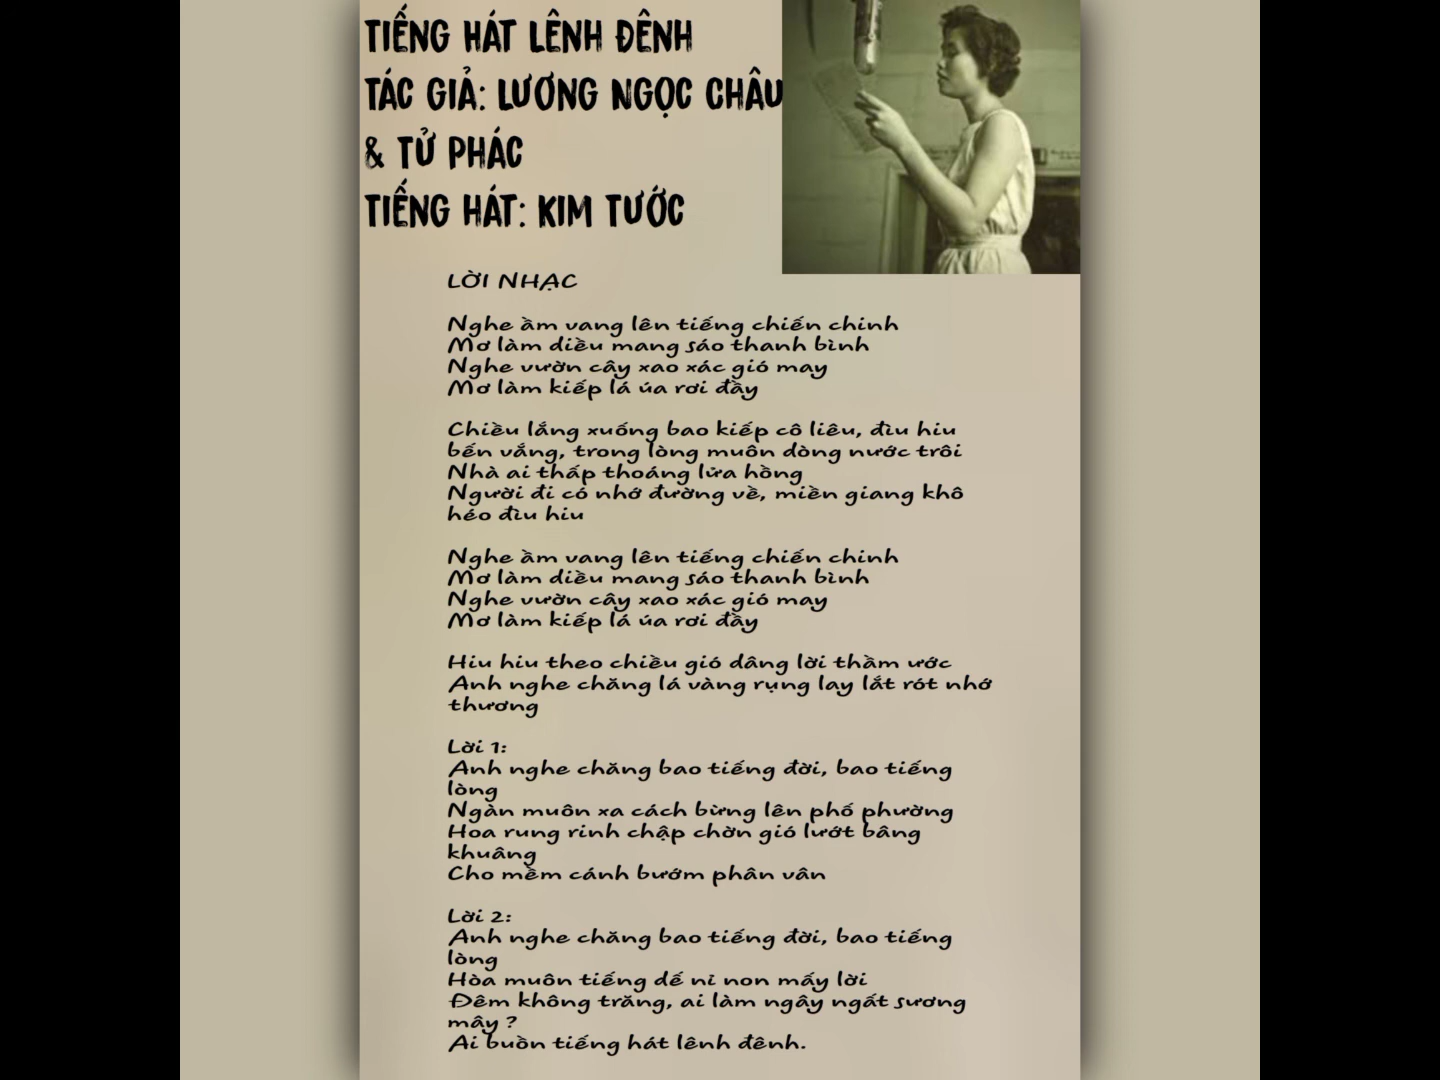 TIẾNG HÁT LÊNH ĐÊNH
TÁC GIẢ: LƯƠNG NGỌC CHÂU
& TỬ PHÁC
TIẾNG HÁT: KIM TƯỚC
LỜI NHẠC
Nghe ầm vang lên tiếng chiến chinh
Mơ làm diều mang sáo thanh bình
Nghe vườn cây xao xác gió may
Mơ làm kiếp lá úa rơi đầy
Chiều lắng xuống bao kiếp cô liêu, đìu hiu
bến vắng, trong lòng muôn dòng nước trôi
Nhà ai thấp thoáng lửa hồng
Người đi có nhớ đường về, miền giang khô
héo đìu hiu
Nghe ầm vang lên tiếng chiến chinh
Mơ làm diều mang sáo thanh bình
Nghe vườn cây xao xác gió may
Mơ làm kiếp lá úa rơi đầy
Hiu hiu theo chiều gió dâng lời thầm ước
Anh nghe chăng lá vàng rụng lay lắt rót nhớ
thương
Lời 1:
Anh nghe chăng bao tiếng đời, bao tiếng
lòng
Ngàn muôn xa cách bừng lên phố phường
Hoa rung rinh chập chờn gió lướt bâng
khuâng
Cho mềm cánh bướm phân vân
Lời 2:
Anh nghe chăng bao tiếng đời, bao tiếng
lòng
Hòa muôn tiếng dế nỉ non mấy lời
Đêm không trăng, ai làm ngây ngất sương
mây ?
Ai buồn tiếng hát lênh đênh.